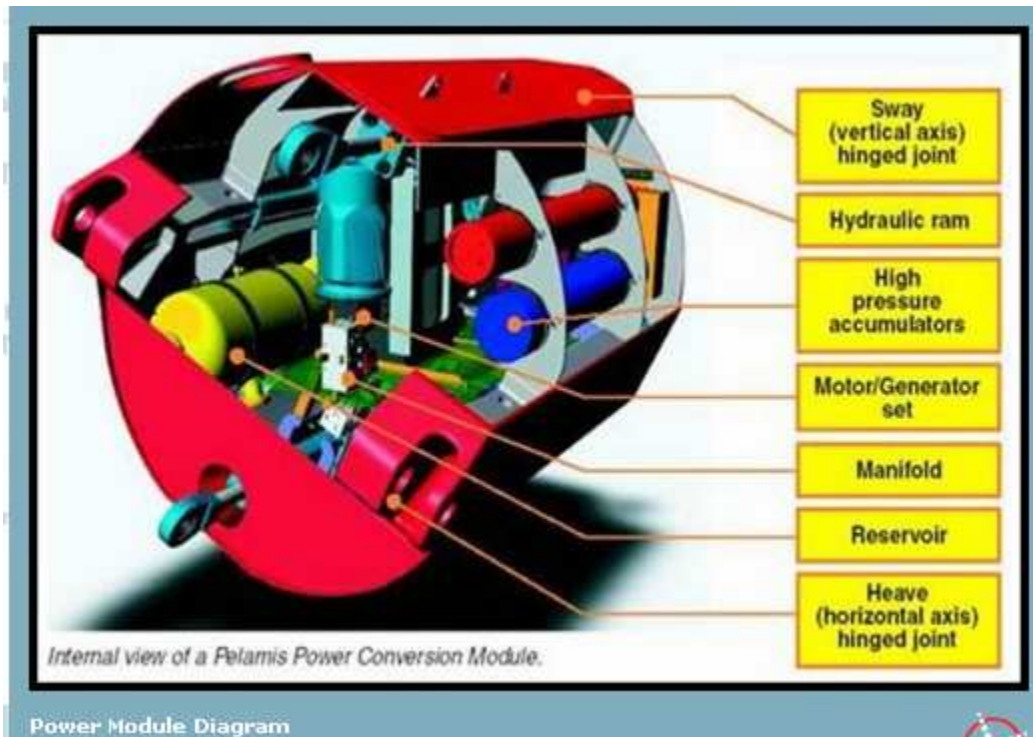 Sway
(vertical axis)
hinged joint
Hydraulic ram
High
pressure
accumulators
Motor/Generator
set
Manifold
Reservoir
Heave
(horizontal axis)
hinged joint
Internal view of a Pelamis Power Conversion Module.
Power Module Diagram